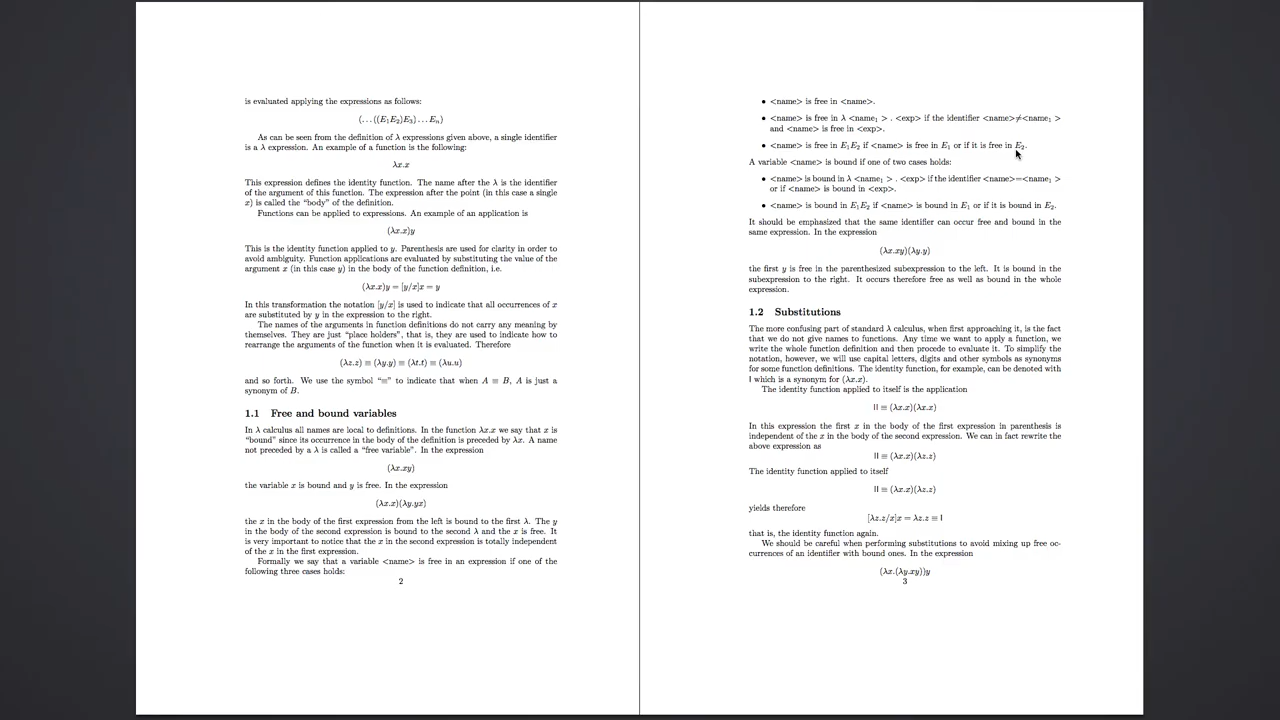 is evaluated applying the expressions as follows:
(. . . ((E₁E₂)E₃) . . . Eₙ)
As can be seen from the definition of λ expressions given above, a single identifier
is a λ expression. An example of a function is the following:
λx.x
This expression defines the identity function. The name after the λ is the identifier
of the argument of this function. The expression after the point (in this case a single
x) is called the “body” of the definition.
Functions can be applied to expressions. An example of an application is
(λx.x)y
This is the identity function applied to y. Parenthesis are used for clarity in order to
avoid ambiguity. Function applications are evaluated by substituting the value of the
argument x (in this case y) in the body of the function definition, i.e.
(λx.x)y = [y/x]x = y
In this transformation the notation [y/x] is used to indicate that all occurrences of x
are substituted by y in the expression to the right.
The names of the arguments in function definitions do not carry any meaning by
themselves. They are just “place holders”, that is, they are used to indicate how to
rearrange the arguments of the function when it is evaluated. Therefore
(λz.z) ≡ (λy.y) ≡ (λt.t) ≡ (λu.u)
and so forth. We use the symbol “≡” to indicate that when A ≡ B, A is just a
synonym of B.
1.1 Free and bound variables
In λ calculus all names are local to definitions. In the function λx.x we say that x is
“bound” since its occurrence in the body of the definition is preceded by λx. A name
not preceded by a λ is called a “free variable”. In the expression
(λx.xy)
the variable x is bound and y is free. In the expression
(λx.x)(λy.yx)
the x in the body of the first expression from the left is bound to the first λ. The y
in the body of the second expression is bound to the second λ and the x is free. It
is very important to notice that the x in the second expression is totally independent
of the x in the first expression.
Formally we say that a variable <name> is free in an expression if one of the
following three cases holds:
2
• <name> is free in <name>.
• <name> is free in λ <name₁ > . <exp> if the identifier <name>≠<name₁ >
and <name> is free in <exp>.
• <name> is free in E₁E₂ if <name> is free in E₁ or if it is free in E₂.
A variable <name> is bound if one of two cases holds:
• <name> is bound in λ <name₁ > . <exp> if the identifier <name>=<name₁ >
or if <name> is bound in <exp>.
• <name> is bound in E₁E₂ if <name> is bound in E₁ or if it is bound in E₂.
It should be emphasized that the same identifier can occur free and bound in the
same expression. In the expression
(λx.xy)(λy.y)
the first y is free in the parenthesized subexpression to the left. It is bound in the
subexpression to the right. It occurs therefore free as well as bound in the whole
expression.
1.2 Substitutions
The more confusing part of standard λ calculus, when first approaching it, is the fact
that we do not give names to functions. Any time we want to apply a function, we
write the whole function definition and then procede to evaluate it. To simplify the
notation, however, we will use capital letters, digits and other symbols as synonyms
for some function definitions. The identity function, for example, can be denoted with
I which is a synonym for (λx.x).
The identity function applied to itself is the application
II ≡ (λx.x)(λx.x)
In this expression the first x in the body of the first expression in parenthesis is
independent of the x in the body of the second expression. We can in fact rewrite the
above expression as
II ≡ (λx.x)(λz.z)
The identity function applied to itself
II ≡ (λx.x)(λz.z)
yields therefore
[λz.z/x]x = λz.z ≡ I
that is, the identity function again.
We should be careful when performing substitutions to avoid mixing up free oc-
currences of an identifier with bound ones. In the expression
(λx.(λy.xy))y
3